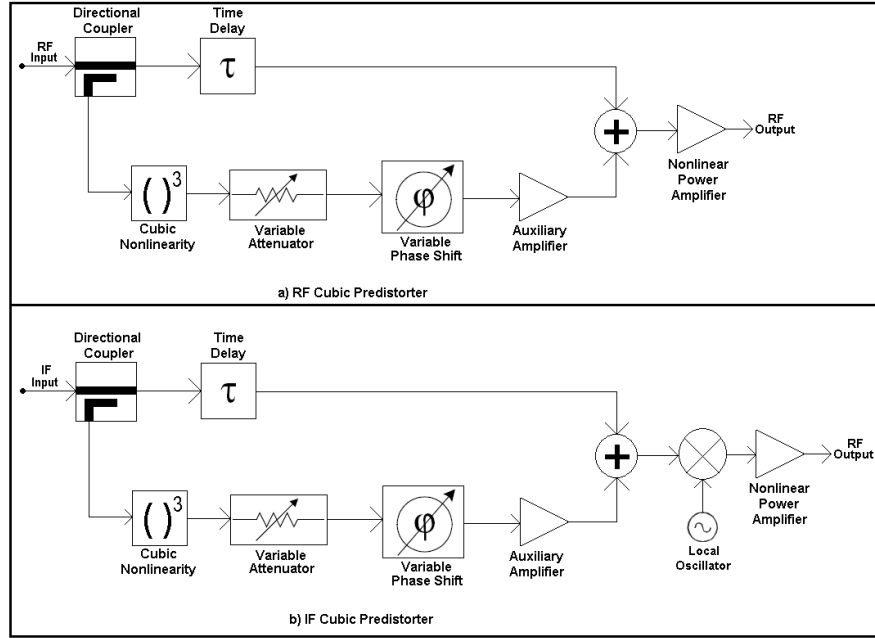 Directional
Coupler
Time
Delay
RF
Input
τ
RF
Output
Nonlinear
Power
Amplifier
( )3
φ
Cubic
Nonlinearity
Variable
Attenuator
Variable
Phase Shift
Auxiliary
Amplifier
a) RF Cubic Predistorter
Directional
Coupler
Time
Delay
IF
Input
τ
RF
Output
Nonlinear
Power
Amplifier
( )3
φ
Cubic
Nonlinearity
Variable
Attenuator
Variable
Phase Shift
Auxiliary
Amplifier
Local
Oscillator
b) IF Cubic Predistorter